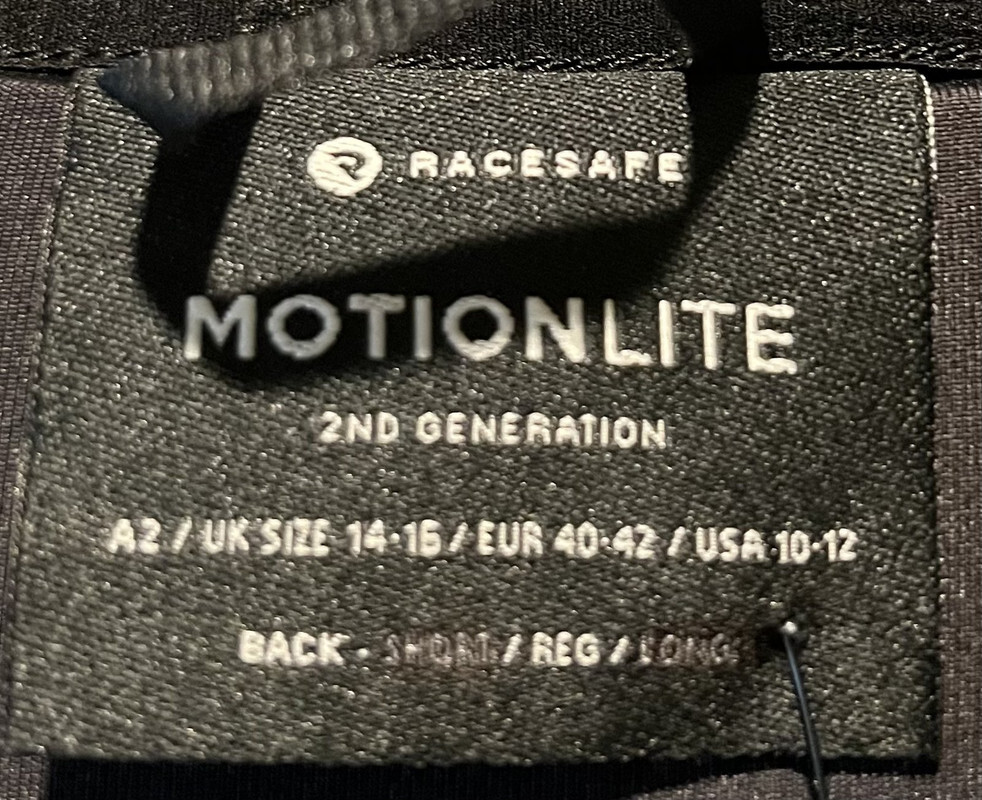 RACESAFE
MOTIONLITE
2ND GENERATION
A2 / UK SIZE 14-16 / EUR 40-42 / USA 10-12
BACK - SHORT / REG / LONG